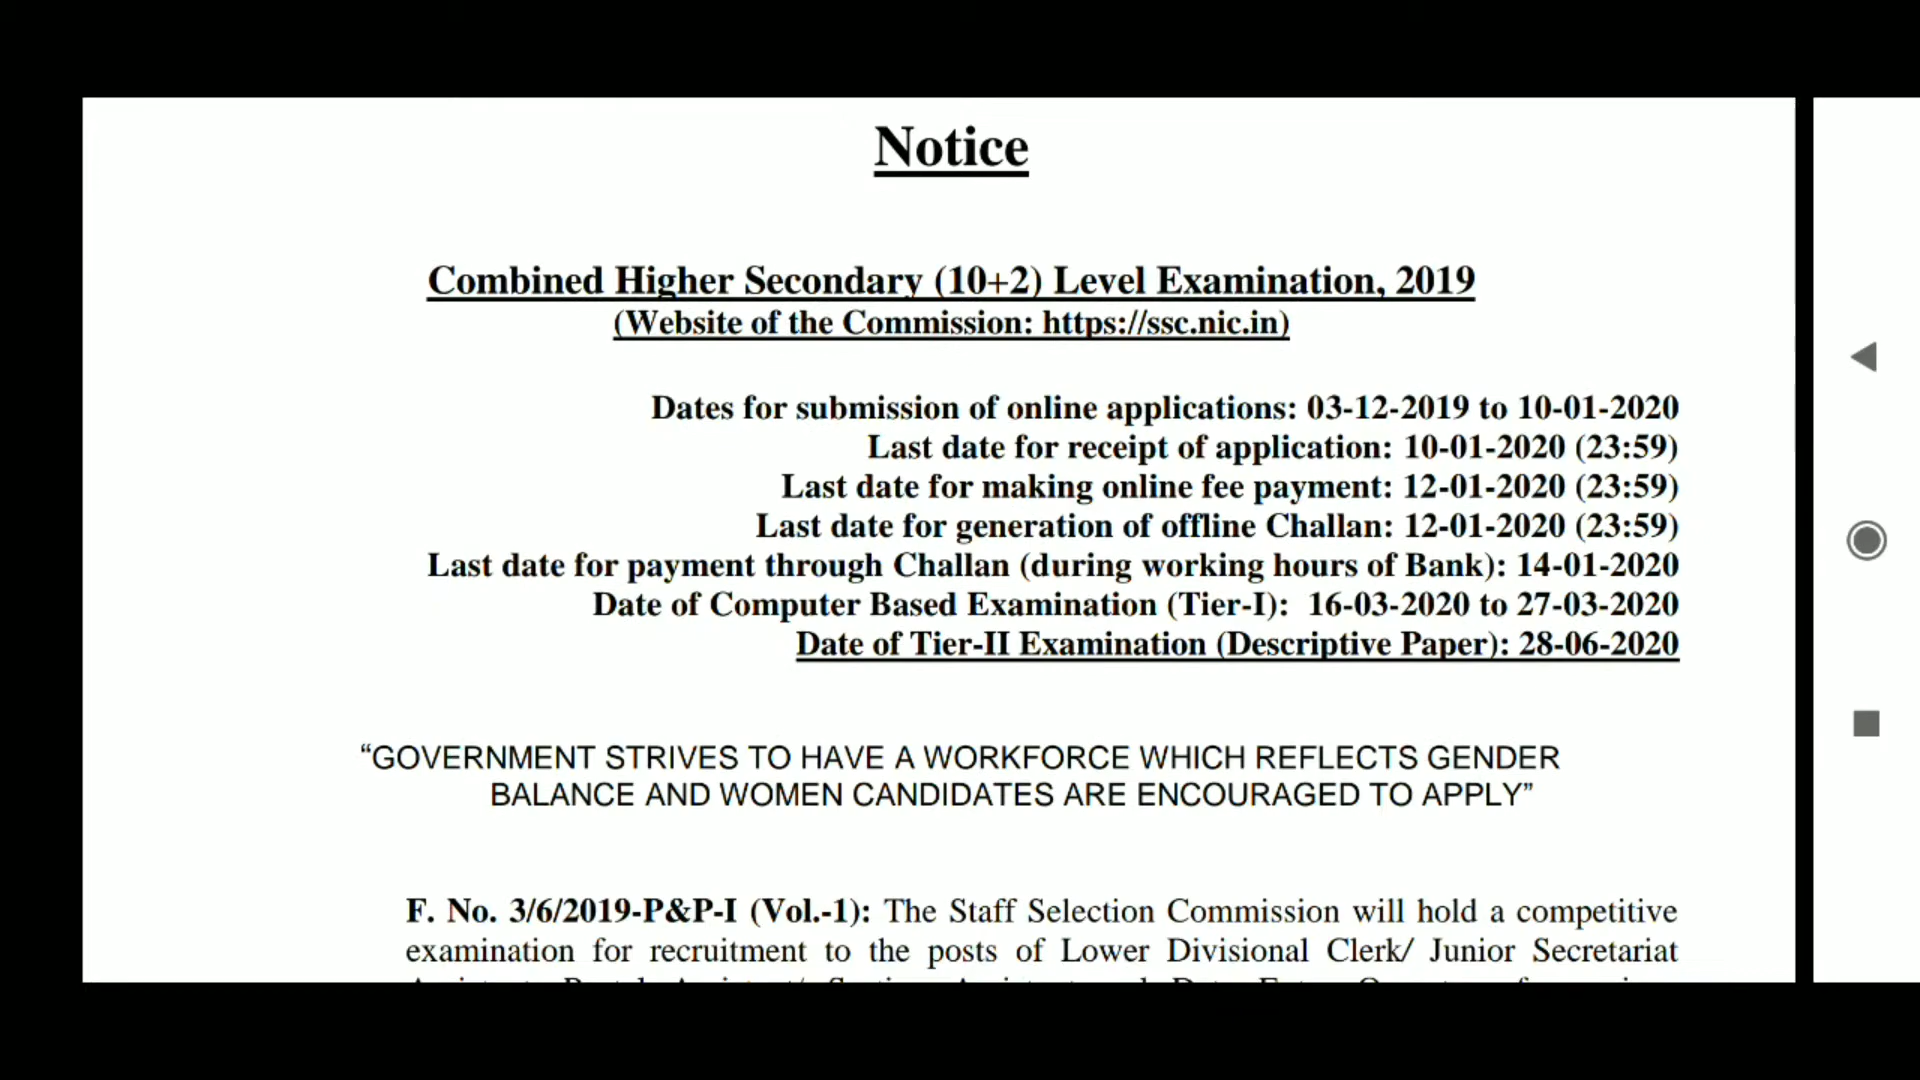 Notice
Combined Higher Secondary (10+2) Level Examination, 2019
(Website of the Commission: https://ssc.nic.in)
Dates for submission of online applications: 03-12-2019 to 10-01-2020
Last date for receipt of application: 10-01-2020 (23:59)
Last date for making online fee payment: 12-01-2020 (23:59)
Last date for generation of offline Challan: 12-01-2020 (23:59)
Last date for payment through Challan (during working hours of Bank): 14-01-2020
Date of Computer Based Examination (Tier-I): 16-03-2020 to 27-03-2020
Date of Tier-II Examination (Descriptive Paper): 28-06-2020
“GOVERNMENT STRIVES TO HAVE A WORKFORCE WHICH REFLECTS GENDER
BALANCE AND WOMEN CANDIDATES ARE ENCOURAGED TO APPLY”
F. No. 3/6/2019-P&P-I (Vol.-1): The Staff Selection Commission will hold a competitive
examination for recruitment to the posts of Lower Divisional Clerk/ Junior Secretariat